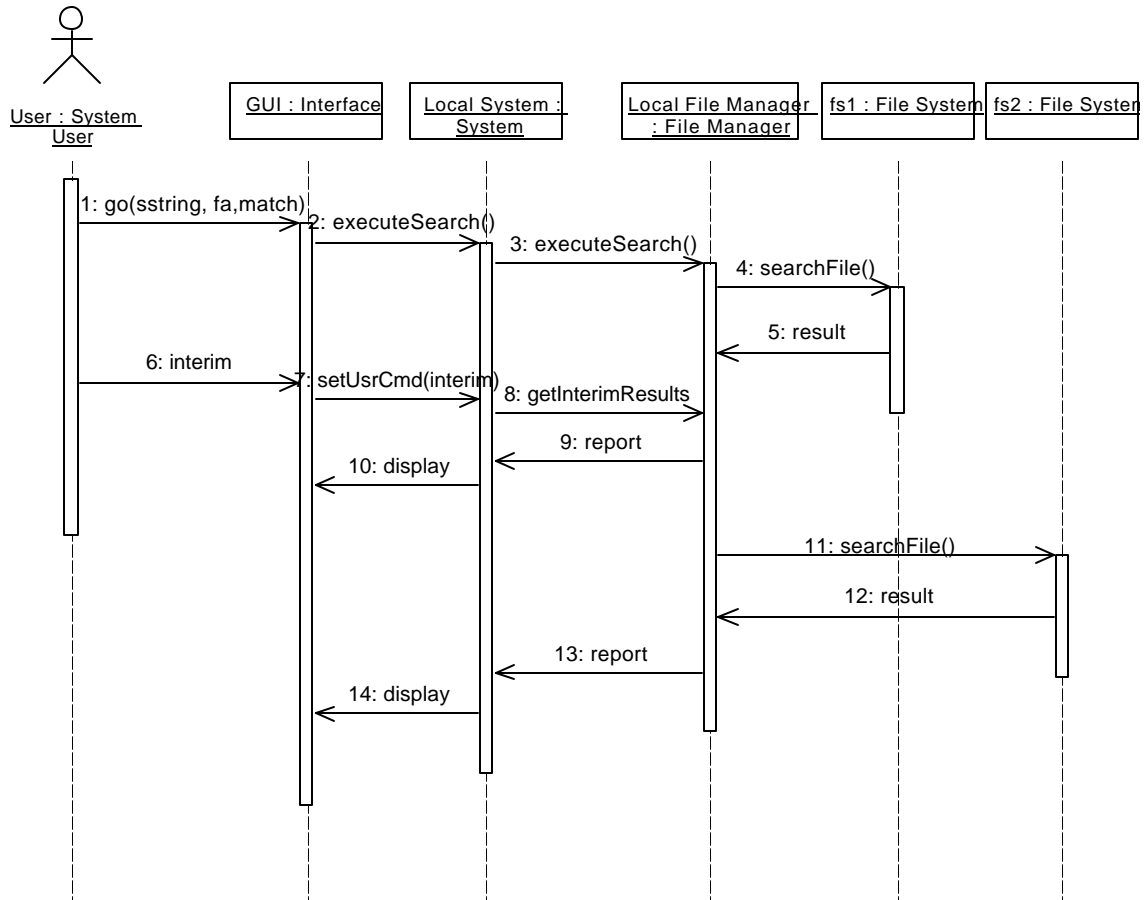 User : System
User
GUI : Interface
Local System :
System
Local File Manager
: File Manager
fs1 : File System
fs2 : File System
1: go(sstring, fa,match)
2: executeSearch()
3: executeSearch()
4: searchFile()
5: result
6: interim
7: setUsrCmd(interim)
8: getInterimResults
9: report
10: display
11: searchFile()
12: result
13: report
14: display